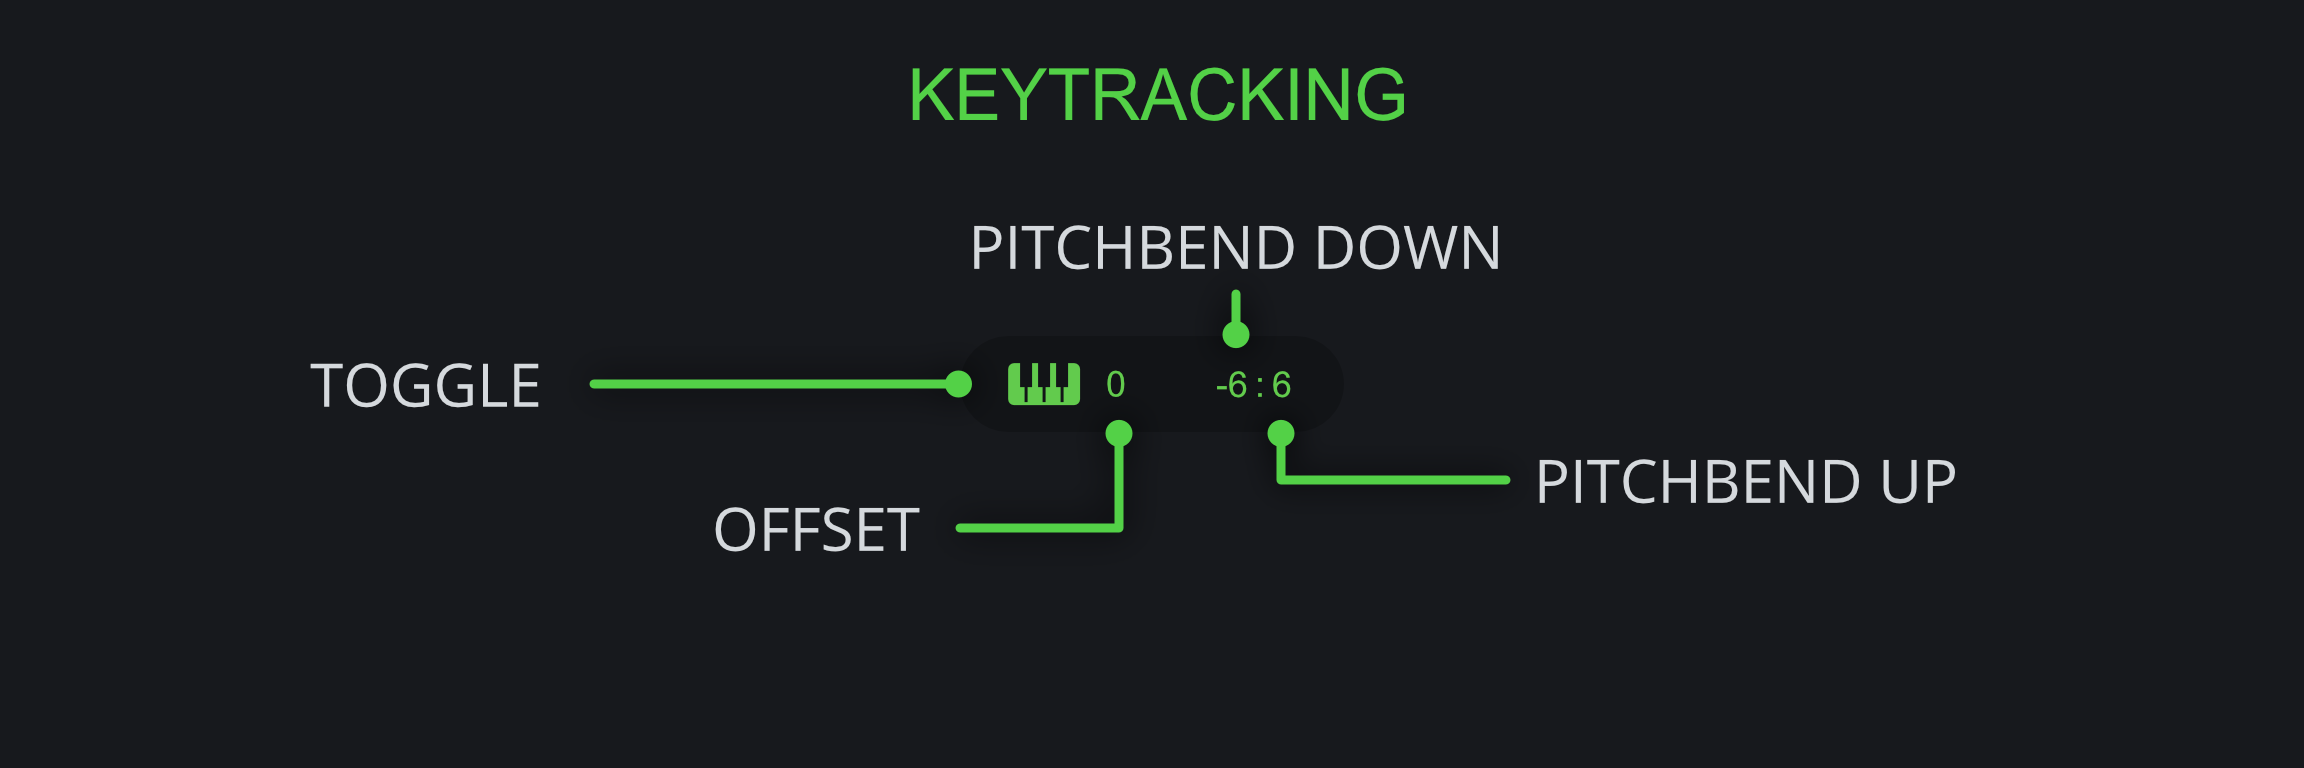 KEYTRACKING
PITCHBEND DOWN
TOGGLE
0
-6 : 6
PITCHBEND UP
OFFSET